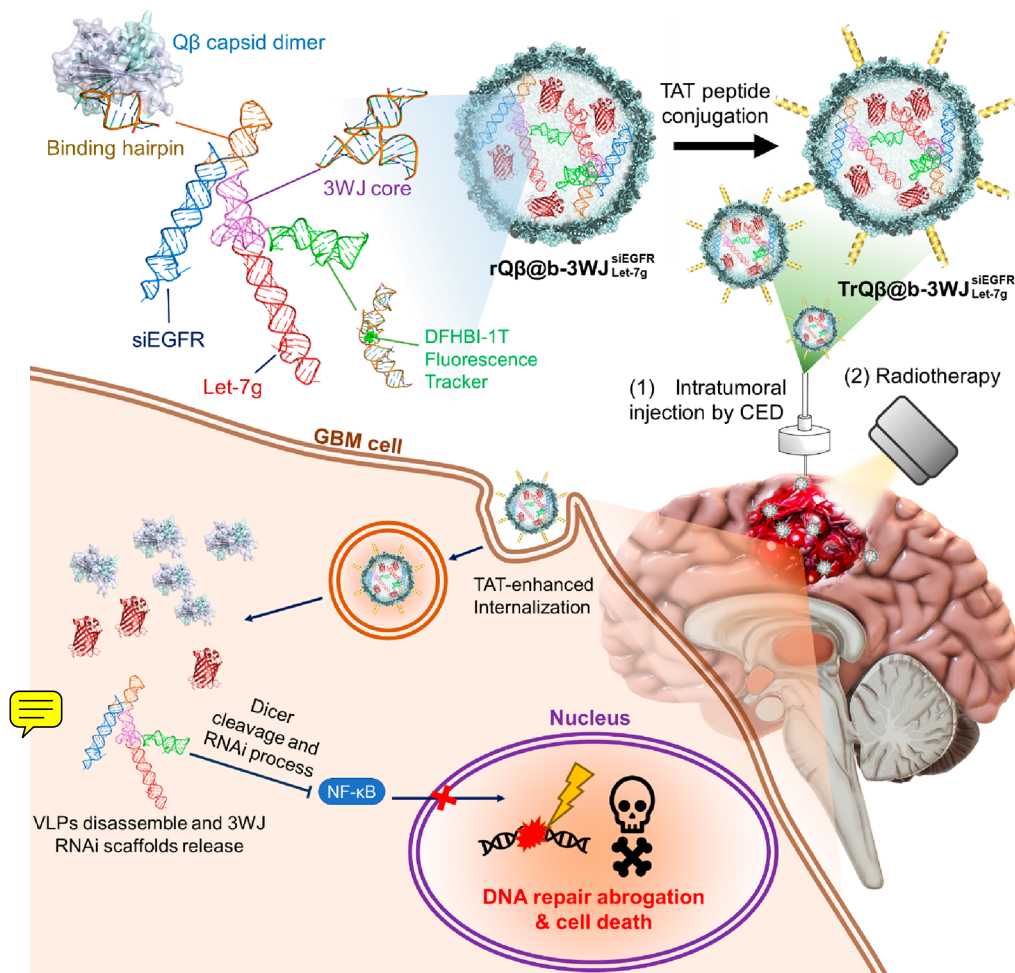 Qβ capsid dimer
Binding hairpin
3WJ core
siEGFR
Let-7g
DFHBI-1T
Fluorescence
Tracker
rQβ@b-3WJ siEGFR Let-7g
TAT peptide
conjugation
TrQβ@b-3WJ siEGFR Let-7g
(1) Intratumoral
injection by CED
(2) Radiotherapy
GBM cell
TAT-enhanced
Internalization
Dicer
cleavage and
RNAi process
VLPs disassemble and 3WJ
RNAi scaffolds release
NF-κB
Nucleus
DNA repair abrogation
& cell death